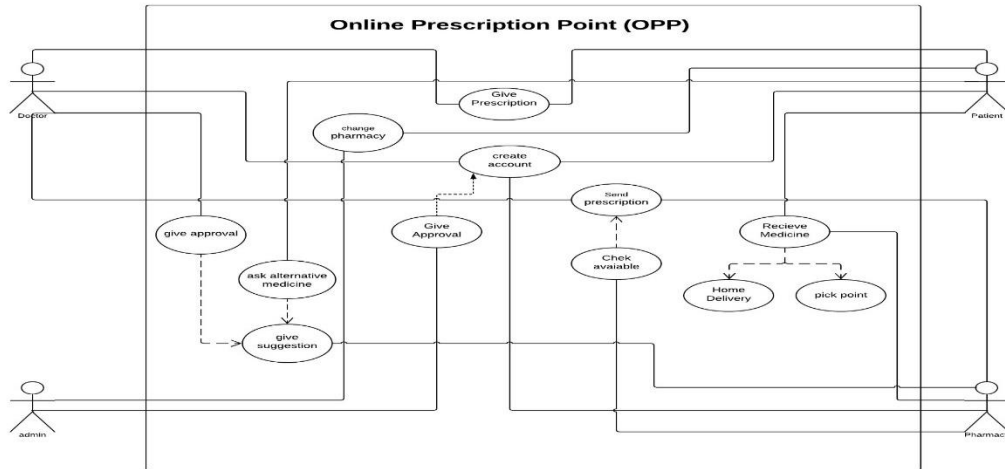 Online Prescription Point (OPP)
Give
Prescription
Doctor
Patient
change
pharmacy
create
account
Send
prescription
give approval
Give
Approval
Recieve
Medicine
Chek
avaiable
ask alternative
medicine
Home
Delivery
pick point
give
suggestion
admin
Pharmac